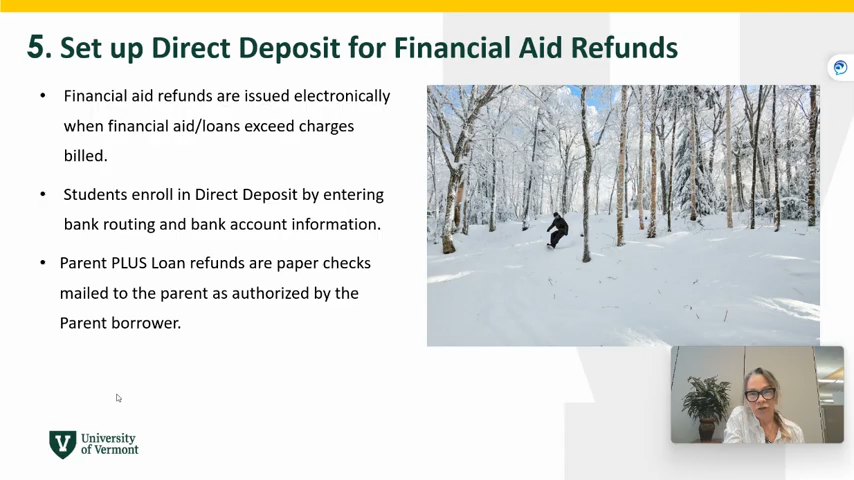 5. Set up Direct Deposit for Financial Aid Refunds
• Financial aid refunds are issued electronically
when financial aid/loans exceed charges
billed.
• Students enroll in Direct Deposit by entering
bank routing and bank account information.
• Parent PLUS Loan refunds are paper checks
mailed to the parent as authorized by the
Parent borrower.
V University
of Vermont